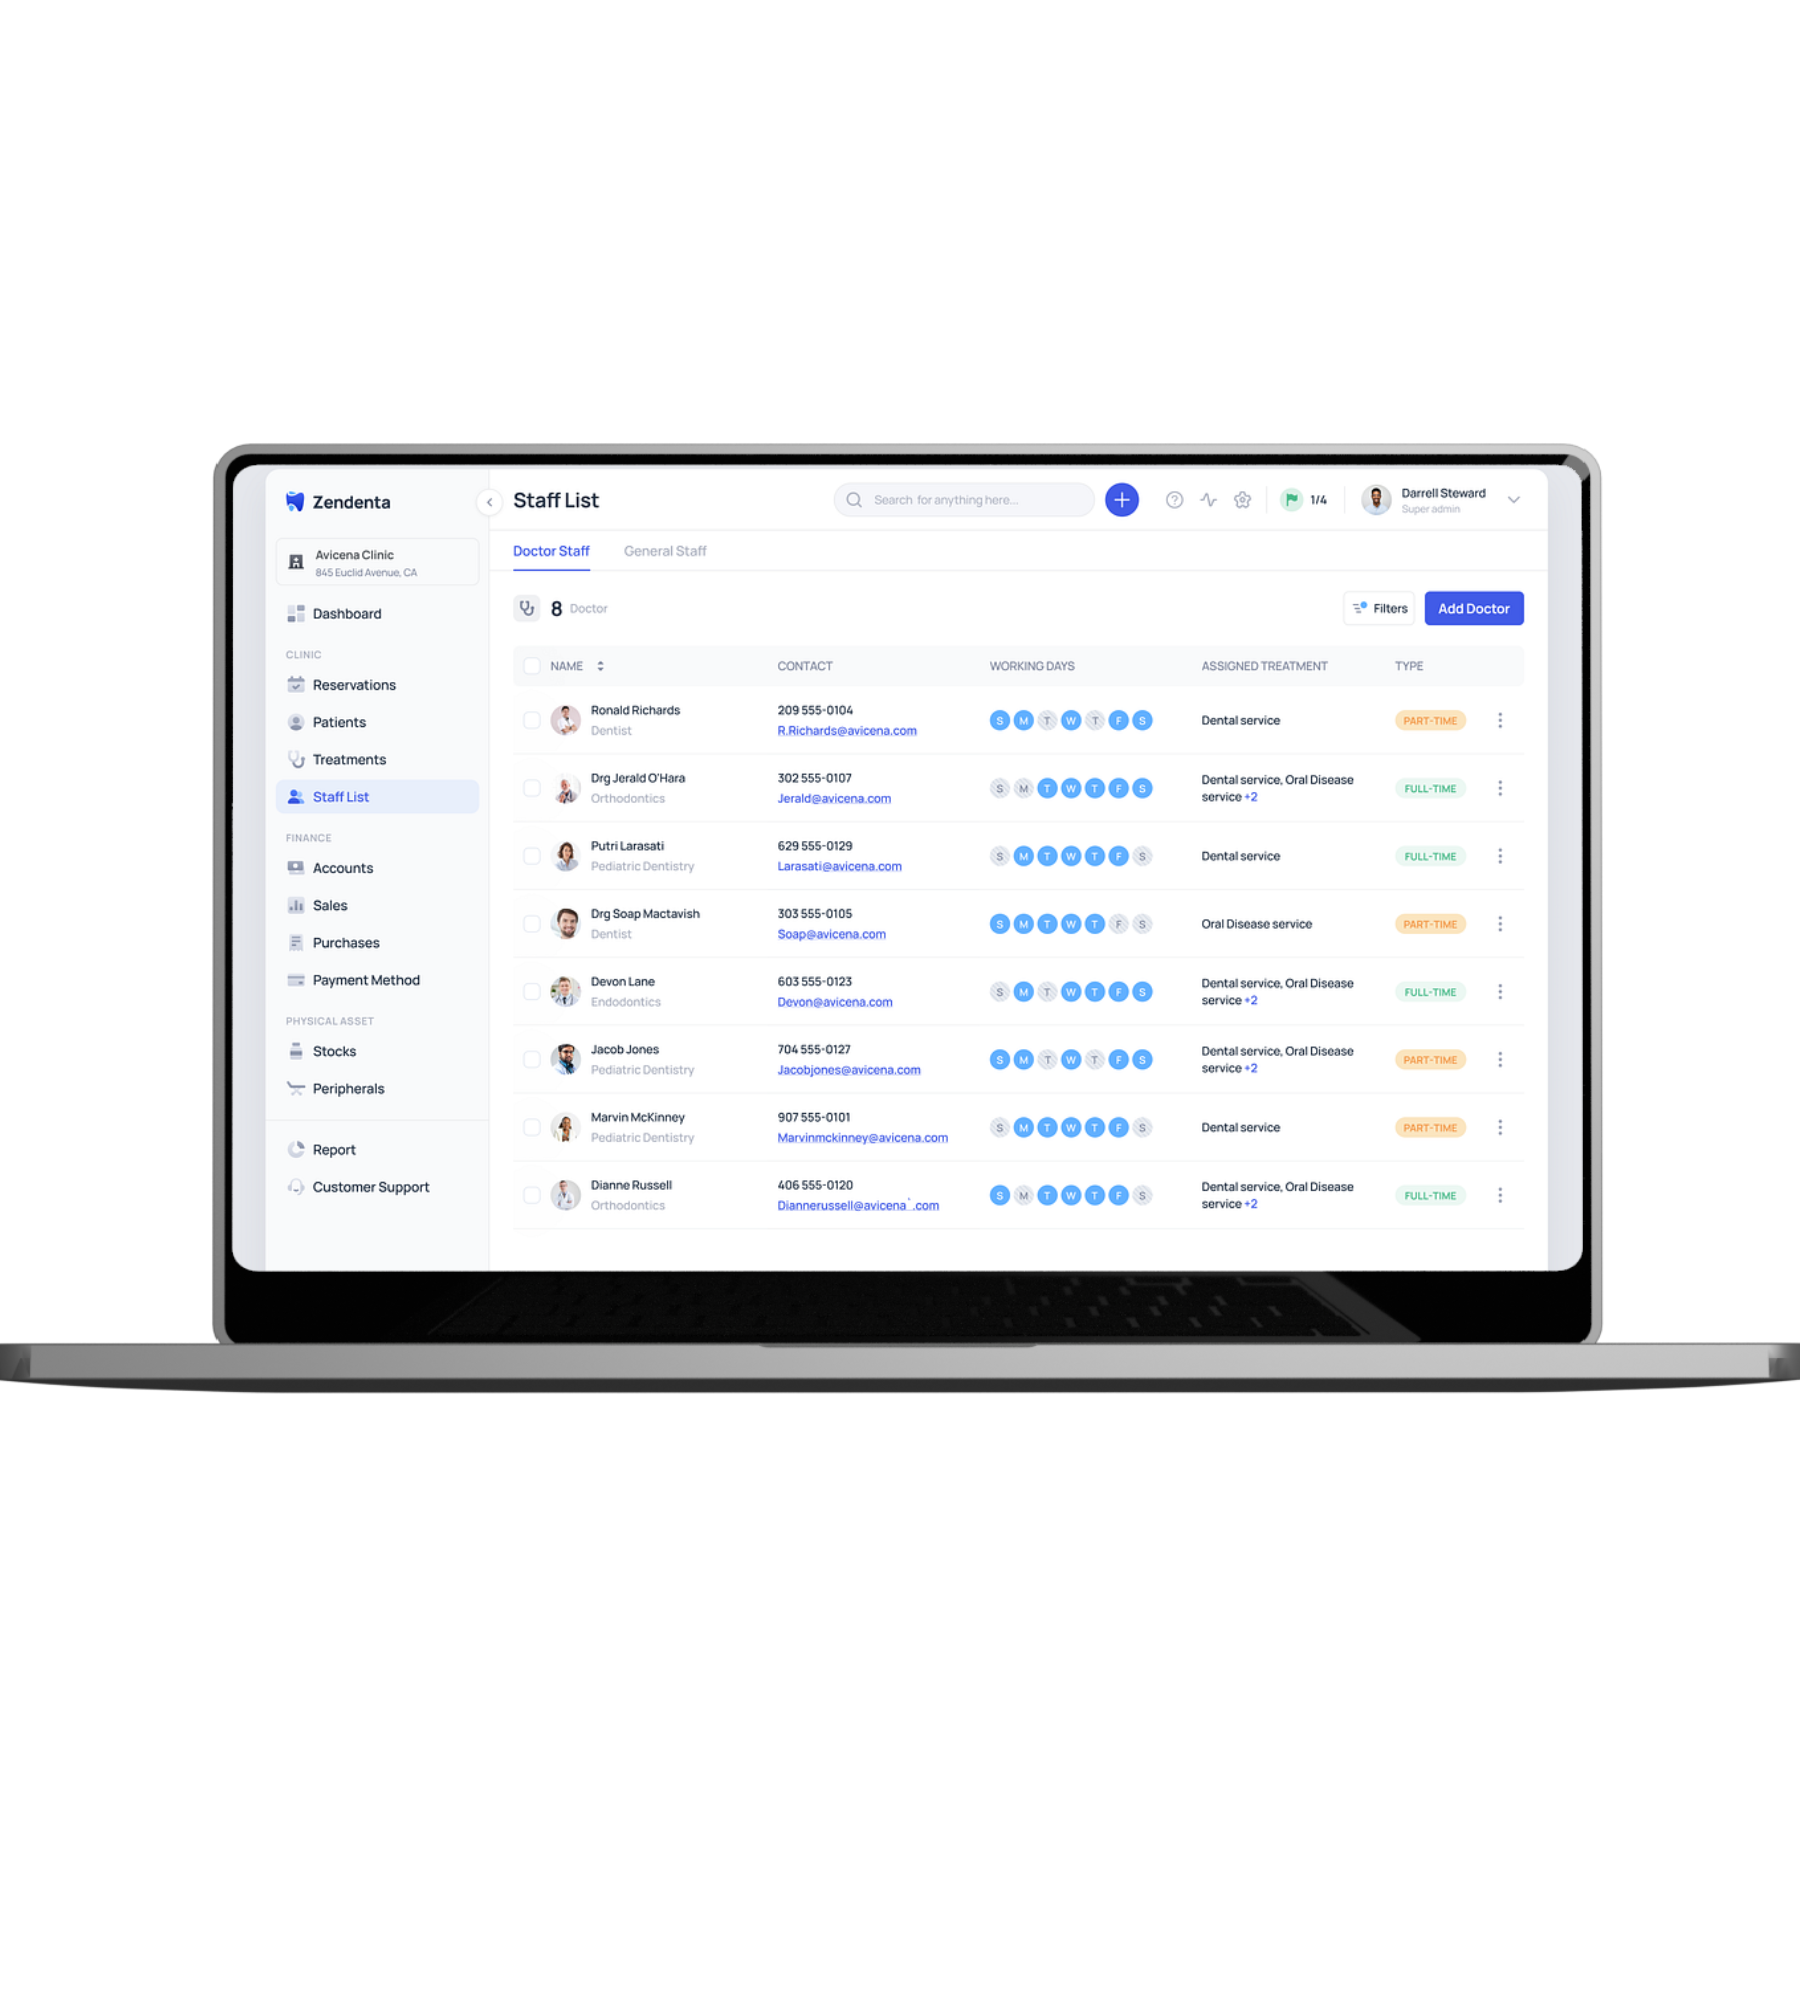 Zendenta
Avicena Clinic
845 Euclid Avenue, CA
Dashboard
CLINIC
Reservations
Patients
Treatments
Staff List
FINANCE
Accounts
Sales
Purchases
Payment Method
PHYSICAL ASSET
Stocks
Peripherals
Report
Customer Support
Staff List
Search for anything here...
1/4
Darrell Steward
Super admin
Doctor Staff General Staff
8 Doctor
Filters
Add Doctor
NAME CONTACT WORKING DAYS ASSIGNED TREATMENT TYPE
Ronald Richards
Dentist
209 555-0104
R.Richards@avicena.com
S M T W T F S
Dental service
PART-TIME
Drg Jerald O'Hara
Orthodontics
302 555-0107
Jerald@avicena.com
S M T W T F S
Dental service, Oral Disease
service +2
FULL-TIME
Putri Larasati
Pediatric Dentistry
629 555-0129
Larasati@avicena.com
S M T W T F S
Dental service
FULL-TIME
Drg Soap Mactavish
Dentist
303 555-0105
Soap@avicena.com
S M T W T F S
Oral Disease service
PART-TIME
Devon Lane
Endodontics
603 555-0123
Devon@avicena.com
S M T W T F S
Dental service, Oral Disease
service +2
FULL-TIME
Jacob Jones
Pediatric Dentistry
704 555-0127
Jacobjones@avicena.com
S M T W T F S
Dental service, Oral Disease
service +2
PART-TIME
Marvin McKinney
Pediatric Dentistry
907 555-0101
Marvinmckinney@avicena.com
S M T W T F S
Dental service
PART-TIME
Dianne Russell
Orthodontics
406 555-0120
Diannerussell@avicena`.com
S M T W T F S
Dental service, Oral Disease
service +2
FULL-TIME